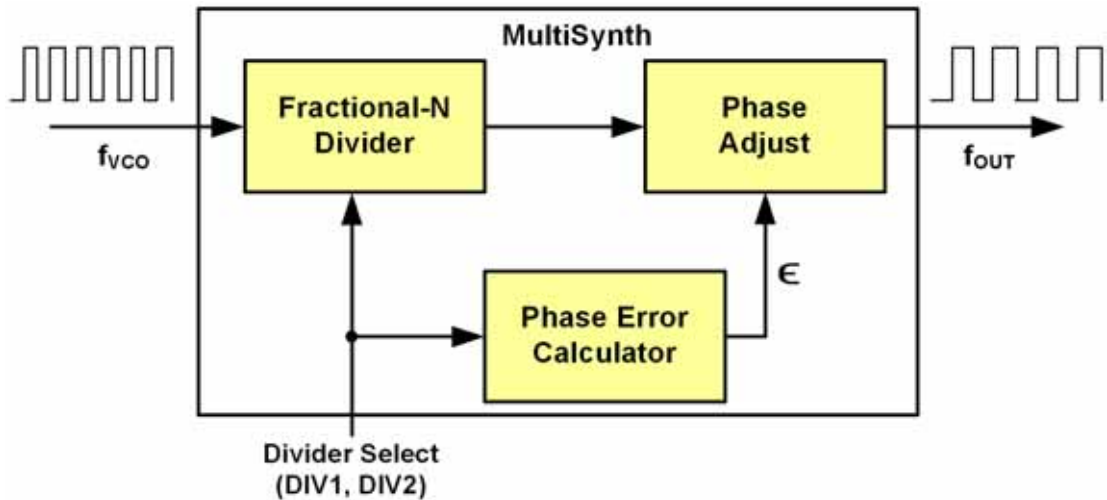 MultiSynth
Fractional-N
Divider
Phase
Adjust
fVCO
fOUT
ϵ
Phase Error
Calculator
Divider Select
(DIV1, DIV2)